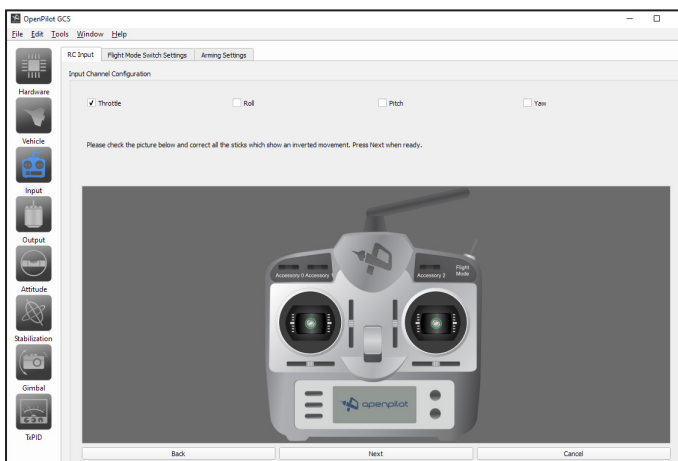 OpenPilot GCS
File Edit Tools Window Help
RC Input Flight Mode Switch Settings Arming Settings
Input Channel Configuration
Hardware
Throttle Roll Pitch Yaw
Vehicle
Please check the picture below and correct all the sticks which show an inverted movement. Press Next when ready.
Input
Output
Attitude
Stabilization
Gimbal
TxPID
Accessory 0 Accessory 1 Accessory 2 Flight
Mode
openpilot
Back Next Cancel